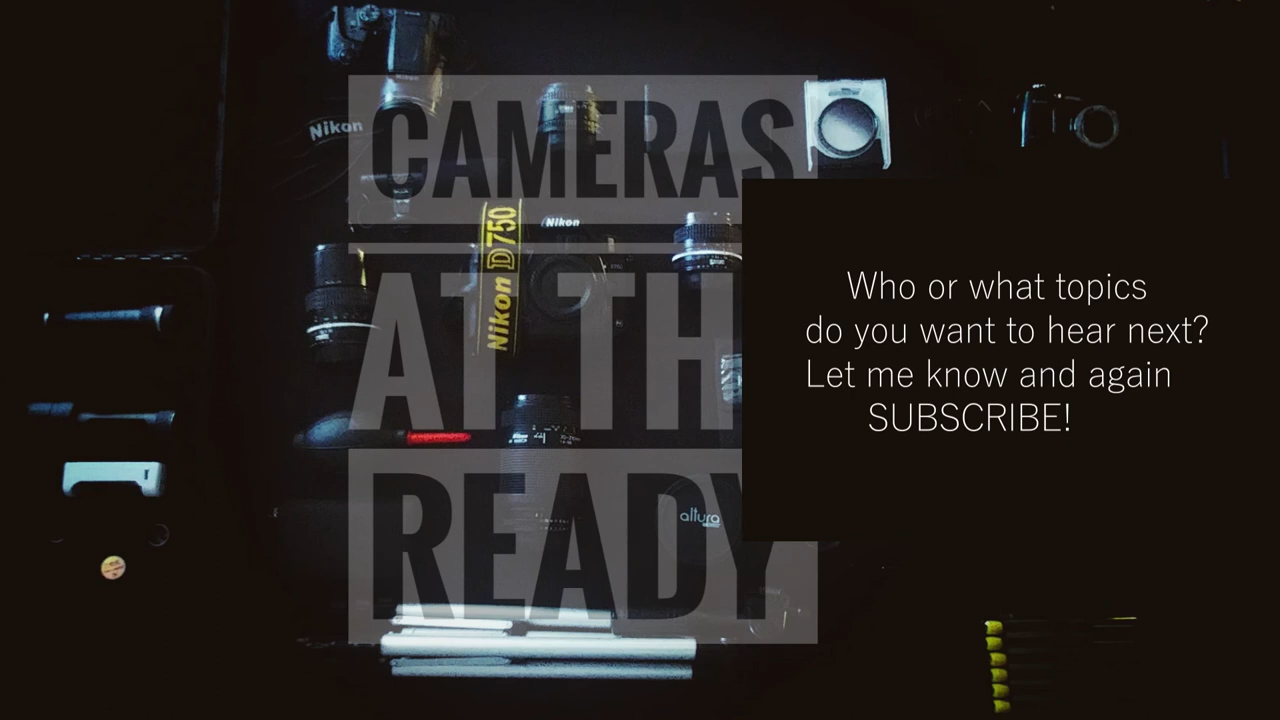 Nikon
CAMERAS
Nikon
Nikon D750
AT TH
Who or what topics
do you want to hear next?
Let me know and again
SUBSCRIBE!
READY
altura